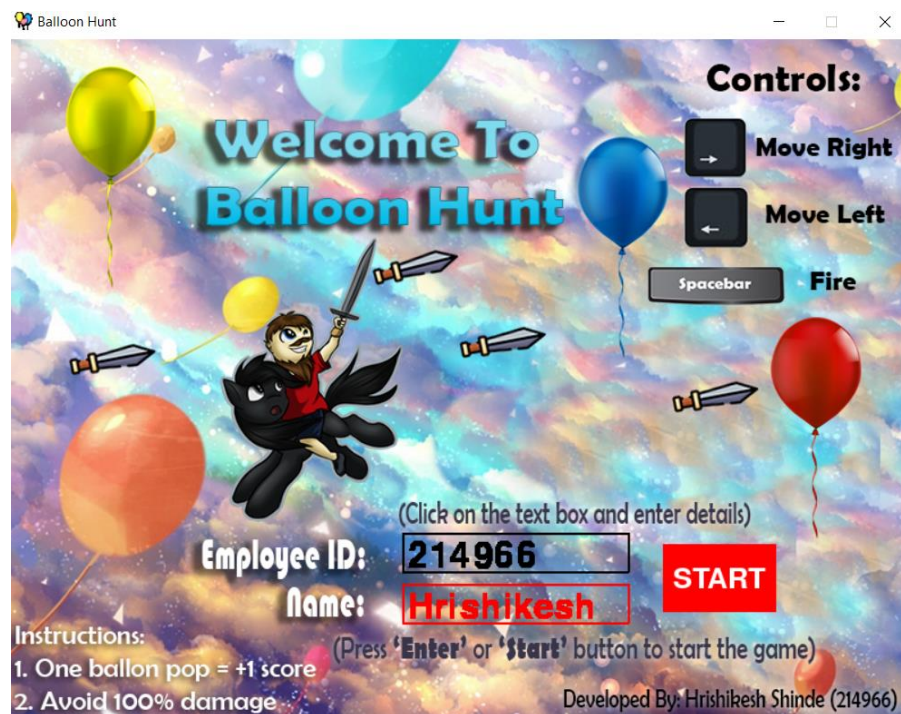 Balloon Hunt
Welcome To
Balloon Hunt
Controls:
Move Right
Move Left
Spacebar
Fire
(Click on the text box and enter details)
Employee ID:
214966
Name:
Hrishikesh
START
(Press ‘Enter’ or ‘Start’ button to start the game)
Instructions:
1. One ballon pop = +1 score
2. Avoid 100% damage
Developed By: Hrishikesh Shinde (214966)